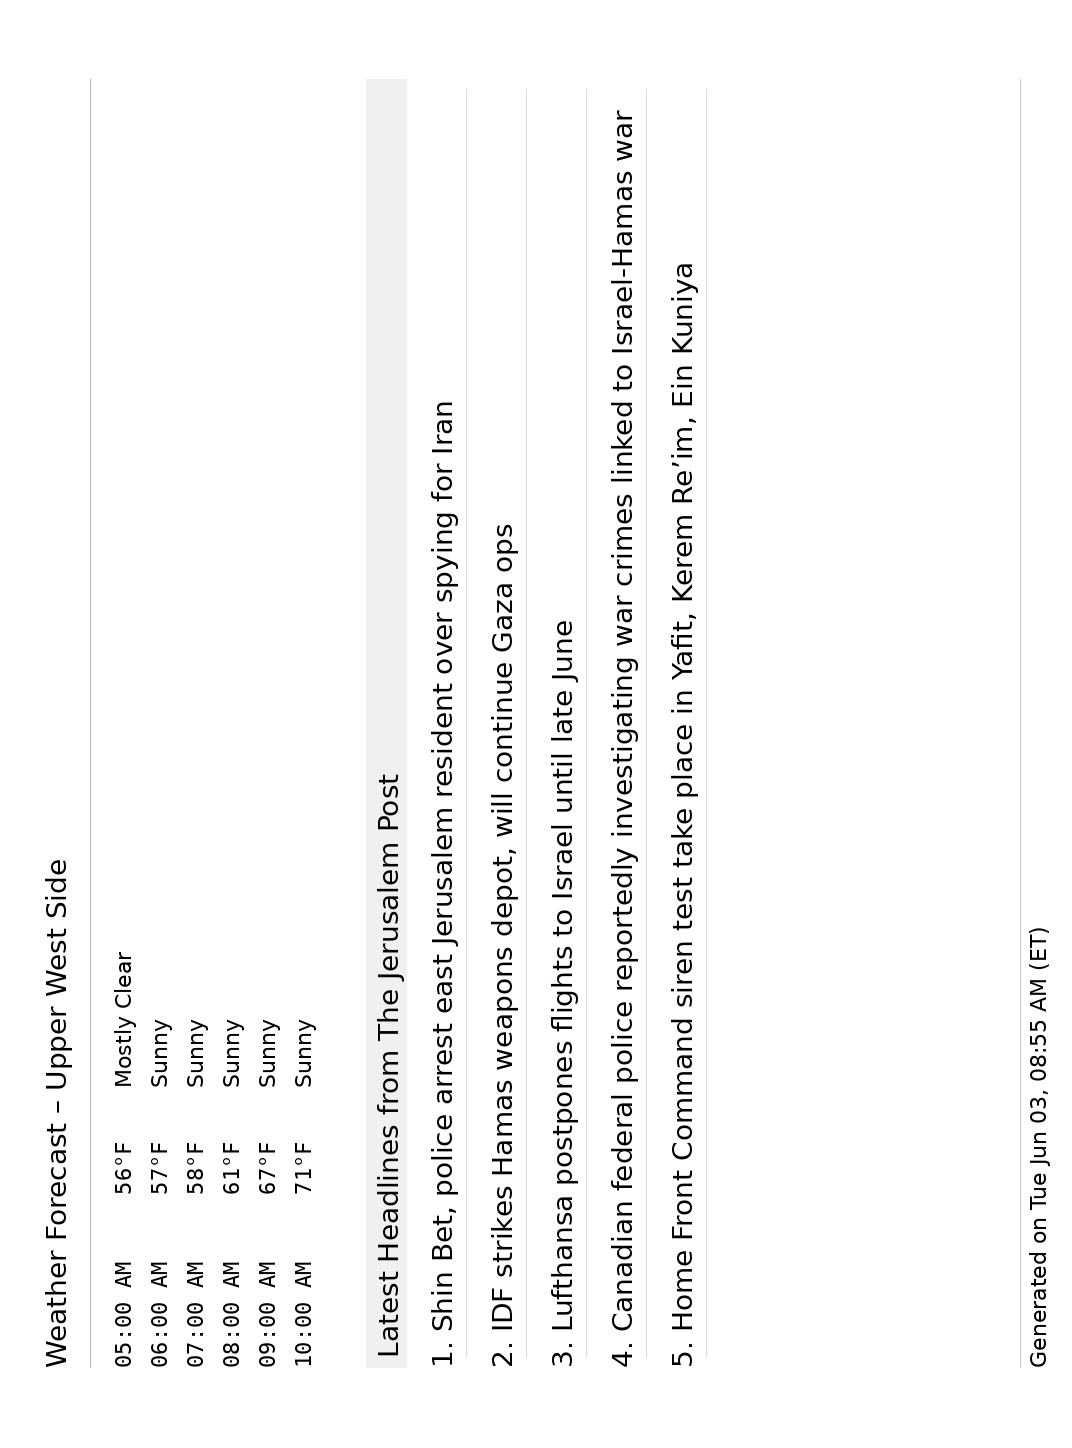 Weather Forecast – Upper West Side
05:00 AM 56°F Mostly Clear
06:00 AM 57°F Sunny
07:00 AM 58°F Sunny
08:00 AM 61°F Sunny
09:00 AM 67°F Sunny
10:00 AM 71°F Sunny
Latest Headlines from The Jerusalem Post
1. Shin Bet, police arrest east Jerusalem resident over spying for Iran
2. IDF strikes Hamas weapons depot, will continue Gaza ops
3. Lufthansa postpones flights to Israel until late June
4. Canadian federal police reportedly investigating war crimes linked to Israel-Hamas war
5. Home Front Command siren test take place in Yafit, Kerem Re’im, Ein Kuniya
Generated on Tue Jun 03, 08:55 AM (ET)